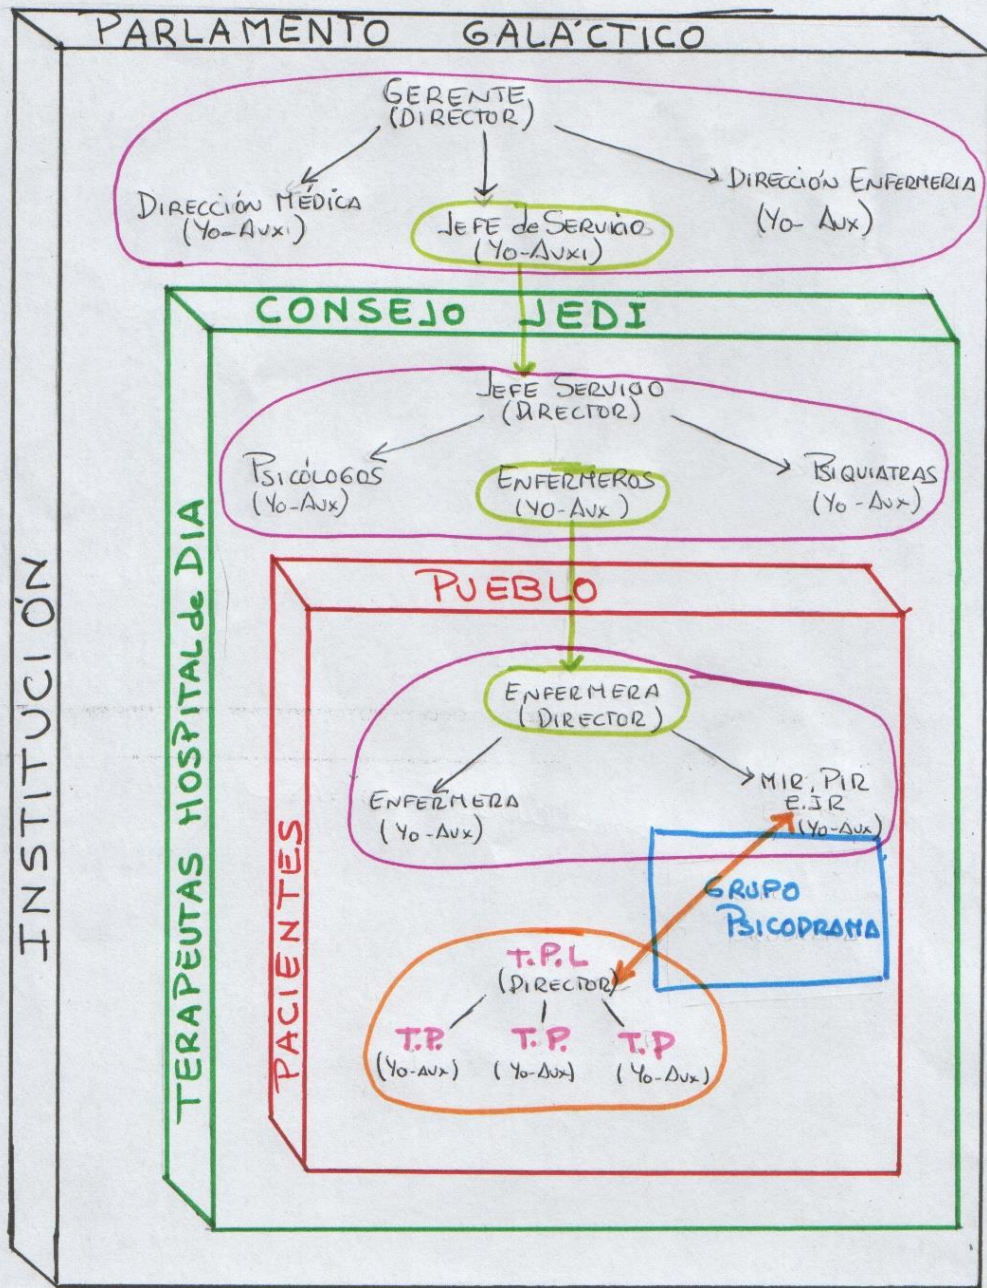 PARLAMENTO GALÁCTICO
INSTITUCIÓN
GERENTE
(DIRECTOR)
DIRECCIÓN MÉDICA
(YO-AUXI)
JEFE de SERVICIO
(YO-AUXI)
DIRECCIÓN ENFERMERIA
(YO-AUX)
CONSEJO JEDI
TERAPEUTAS HOSPITAL de DIA
JEFE SERVICIO
(DIRECTOR)
PSICÓLOGOS
(YO-AUX)
ENFERMEROS
(YO-AUX)
PSIQUIATRAS
(YO-AUX)
PUEBLO
PACIENTES
ENFERMERA
(DIRECTOR)
ENFERMERA
(YO-AUX)
MIR, PIR
E.IR
(YO-AUX)
GRUPO
PSICODRAMA
T.P.L
(DIRECTOR)
T.P. T.P. T.P
(YO-AUX) (YO-AUX) (YO-AUX)